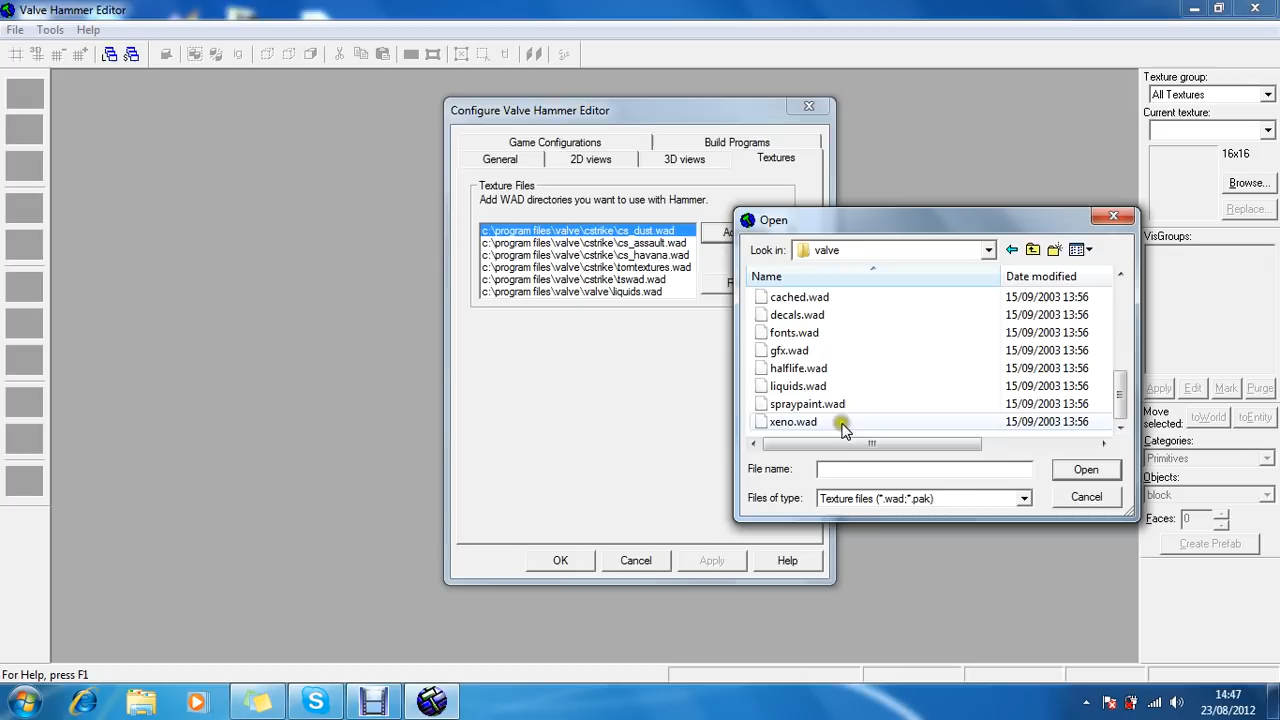 Valve Hammer Editor
File Tools Help
Texture group:
All Textures
Current texture:
16x16
Browse...
Replace...
VisGroups:
Apply Edit Mark Purge
Move selected:
toWorld toEntity
Categories:
Primitives
Objects:
block
Faces: 0
Create Prefab
Configure Valve Hammer Editor
Game Configurations Build Programs
General 2D views 3D views Textures
Texture Files
Add WAD directories you want to use with Hammer.
c:\program files\valve\cstrike\cs_dust.wad
c:\program files\valve\cstrike\cs_assault.wad
c:\program files\valve\cstrike\cs_havana.wad
c:\program files\valve\cstrike\tomtextures.wad
c:\program files\valve\cstrike\tswad.wad
c:\program files\valve\valve\liquids.wad
OK Cancel Apply Help
Open
Look in: valve
Name Date modified
cached.wad 15/09/2003 13:56
decals.wad 15/09/2003 13:56
fonts.wad 15/09/2003 13:56
gfx.wad 15/09/2003 13:56
halflife.wad 15/09/2003 13:56
liquids.wad 15/09/2003 13:56
spraypaint.wad 15/09/2003 13:56
xeno.wad 15/09/2003 13:56
File name: Open
Files of type: Texture files (*.wad;*.pak) Cancel
For Help, press F1
14:47
23/08/2012